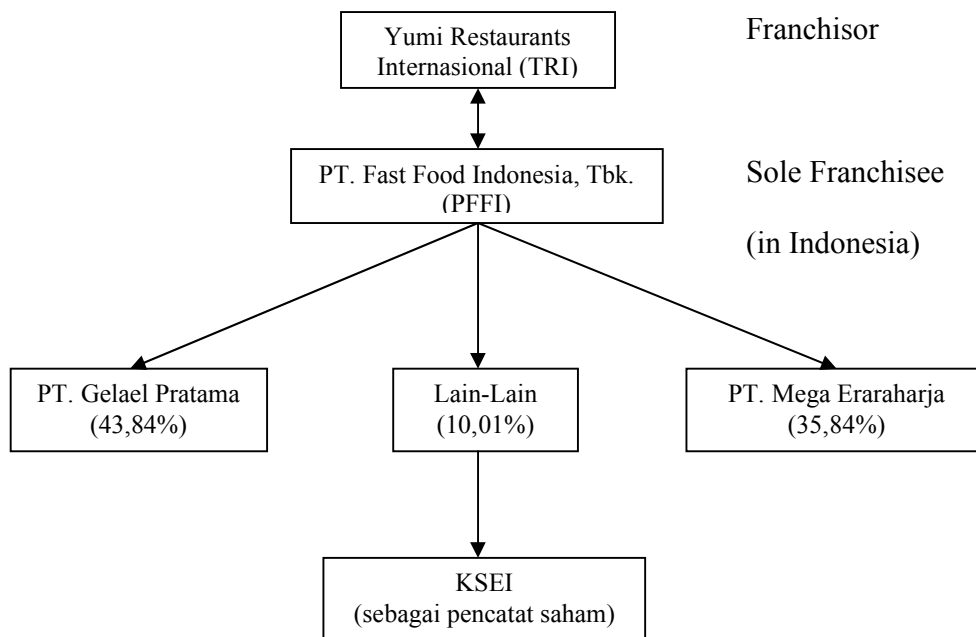 Yumi Restaurants
Internasional (TRI)
Franchisor
PT. Fast Food Indonesia, Tbk.
(PFFI)
Sole Franchisee
(in Indonesia)
PT. Gelael Pratama
(43,84%)
Lain-Lain
(10,01%)
PT. Mega Eraraharja
(35,84%)
KSEI
(sebagai pencatat saham)